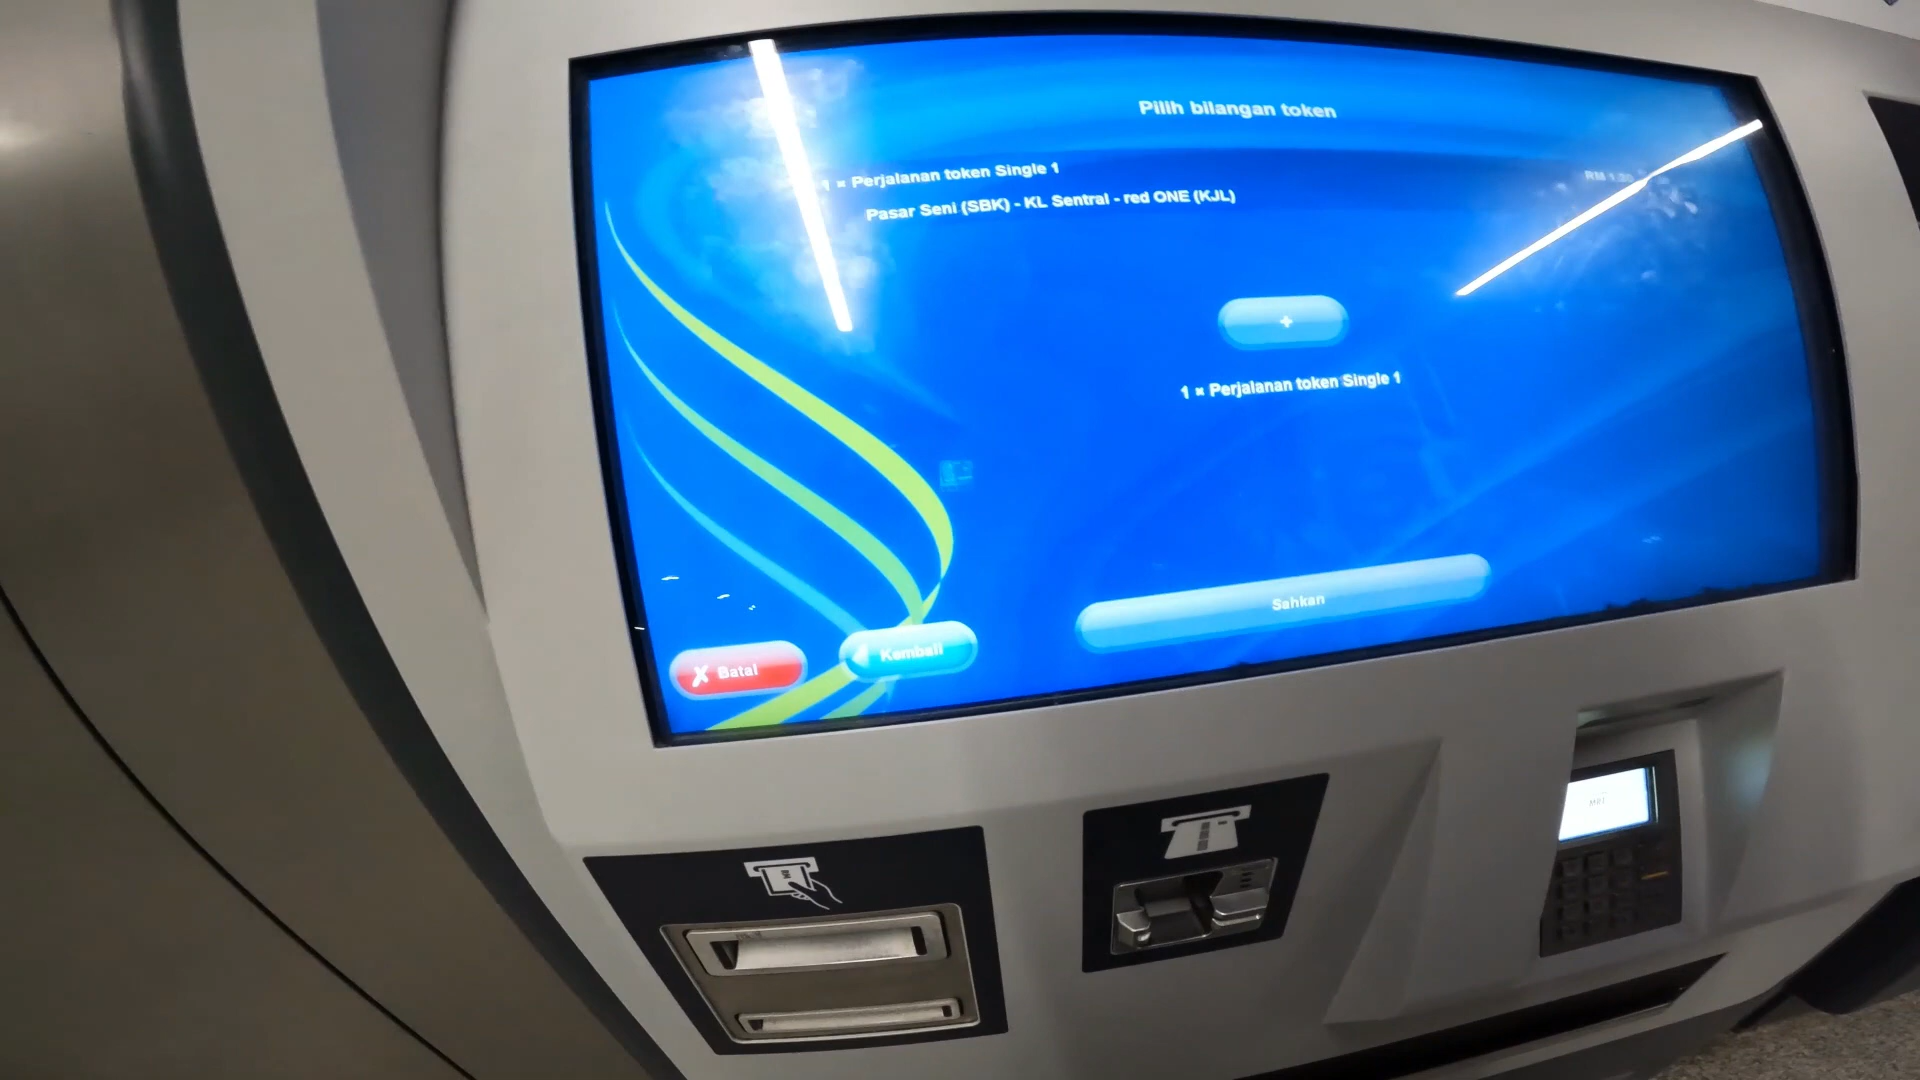 Pilih bilangan token
1 × Perjalanan token Single 1
Pasar Seni (SBK) - KL Sentral - red ONE (KJL)
+
1 × Perjalanan token Single 1
Sahkan
X Batal
Kembali